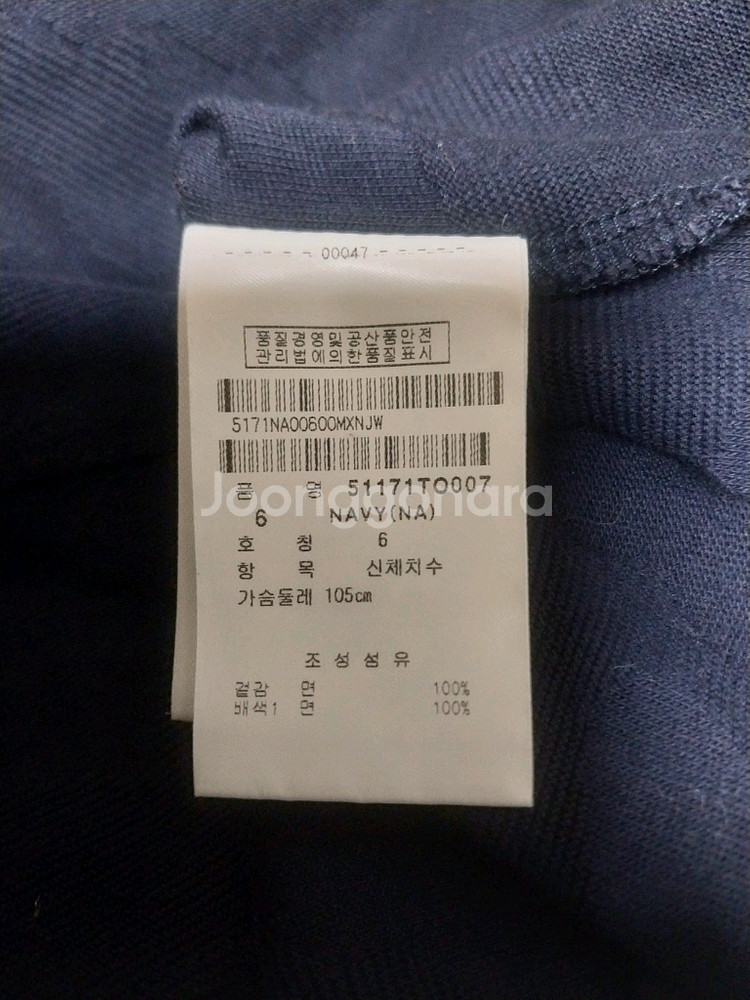 00047
품질경영및공산품안전
관리법에의한품질표시
5171NA00600MXNJW
품 명 51171TO007
6 NAVY(NA)
호 칭 6
항 목 신체치수
가슴둘레 105cm
조성섬유
겉감 면 100%
배색1 면 100%
Joonggonara